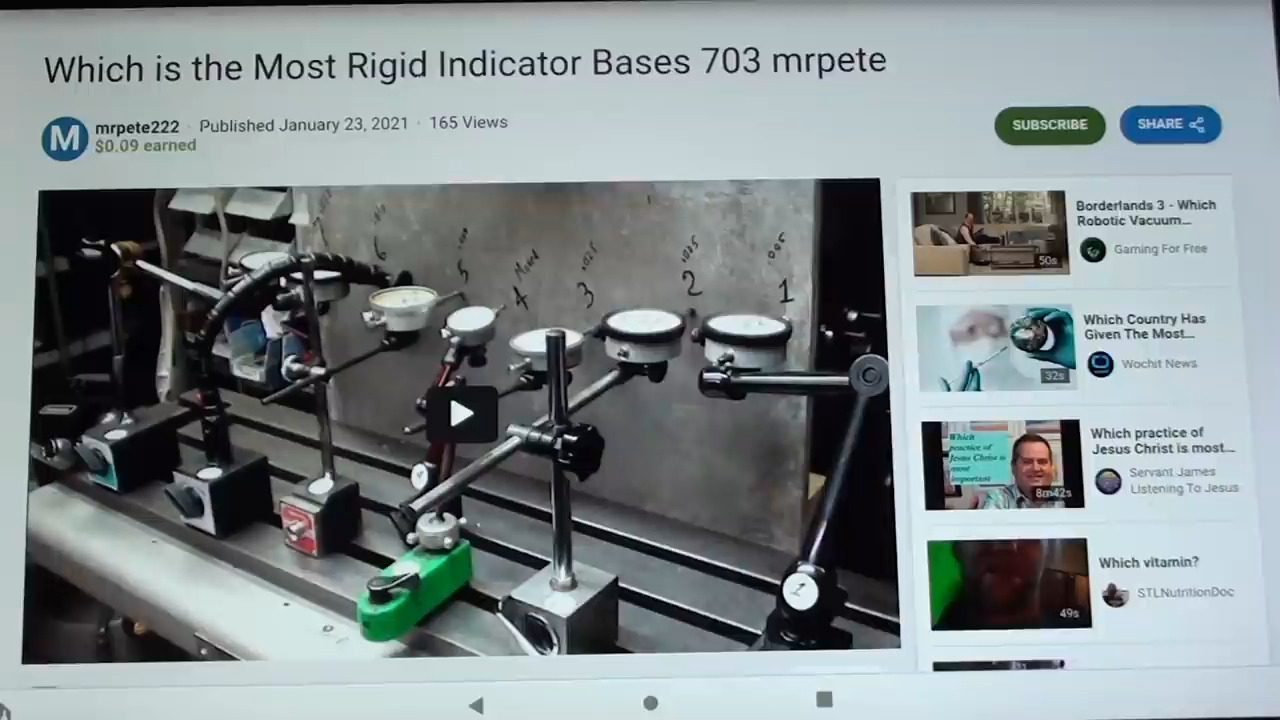 Which is the Most Rigid Indicator Bases 703 mrpete
M
mrpete222 · Published January 23, 2021 · 165 Views
$0.09 earned
SUBSCRIBE
SHARE
6
5
4
3
2
1
1
Borderlands 3 - Which
Robotic Vacuum...
Gaming For Free
50s
Which Country Has
Given The Most...
Wochit News
32s
Which
practice of
Jesus Christ is
most
important
Which practice of
Jesus Christ is most...
Servant James
Listening To Jesus
8m42s
Which vitamin?
STLNutritionDoc
49s